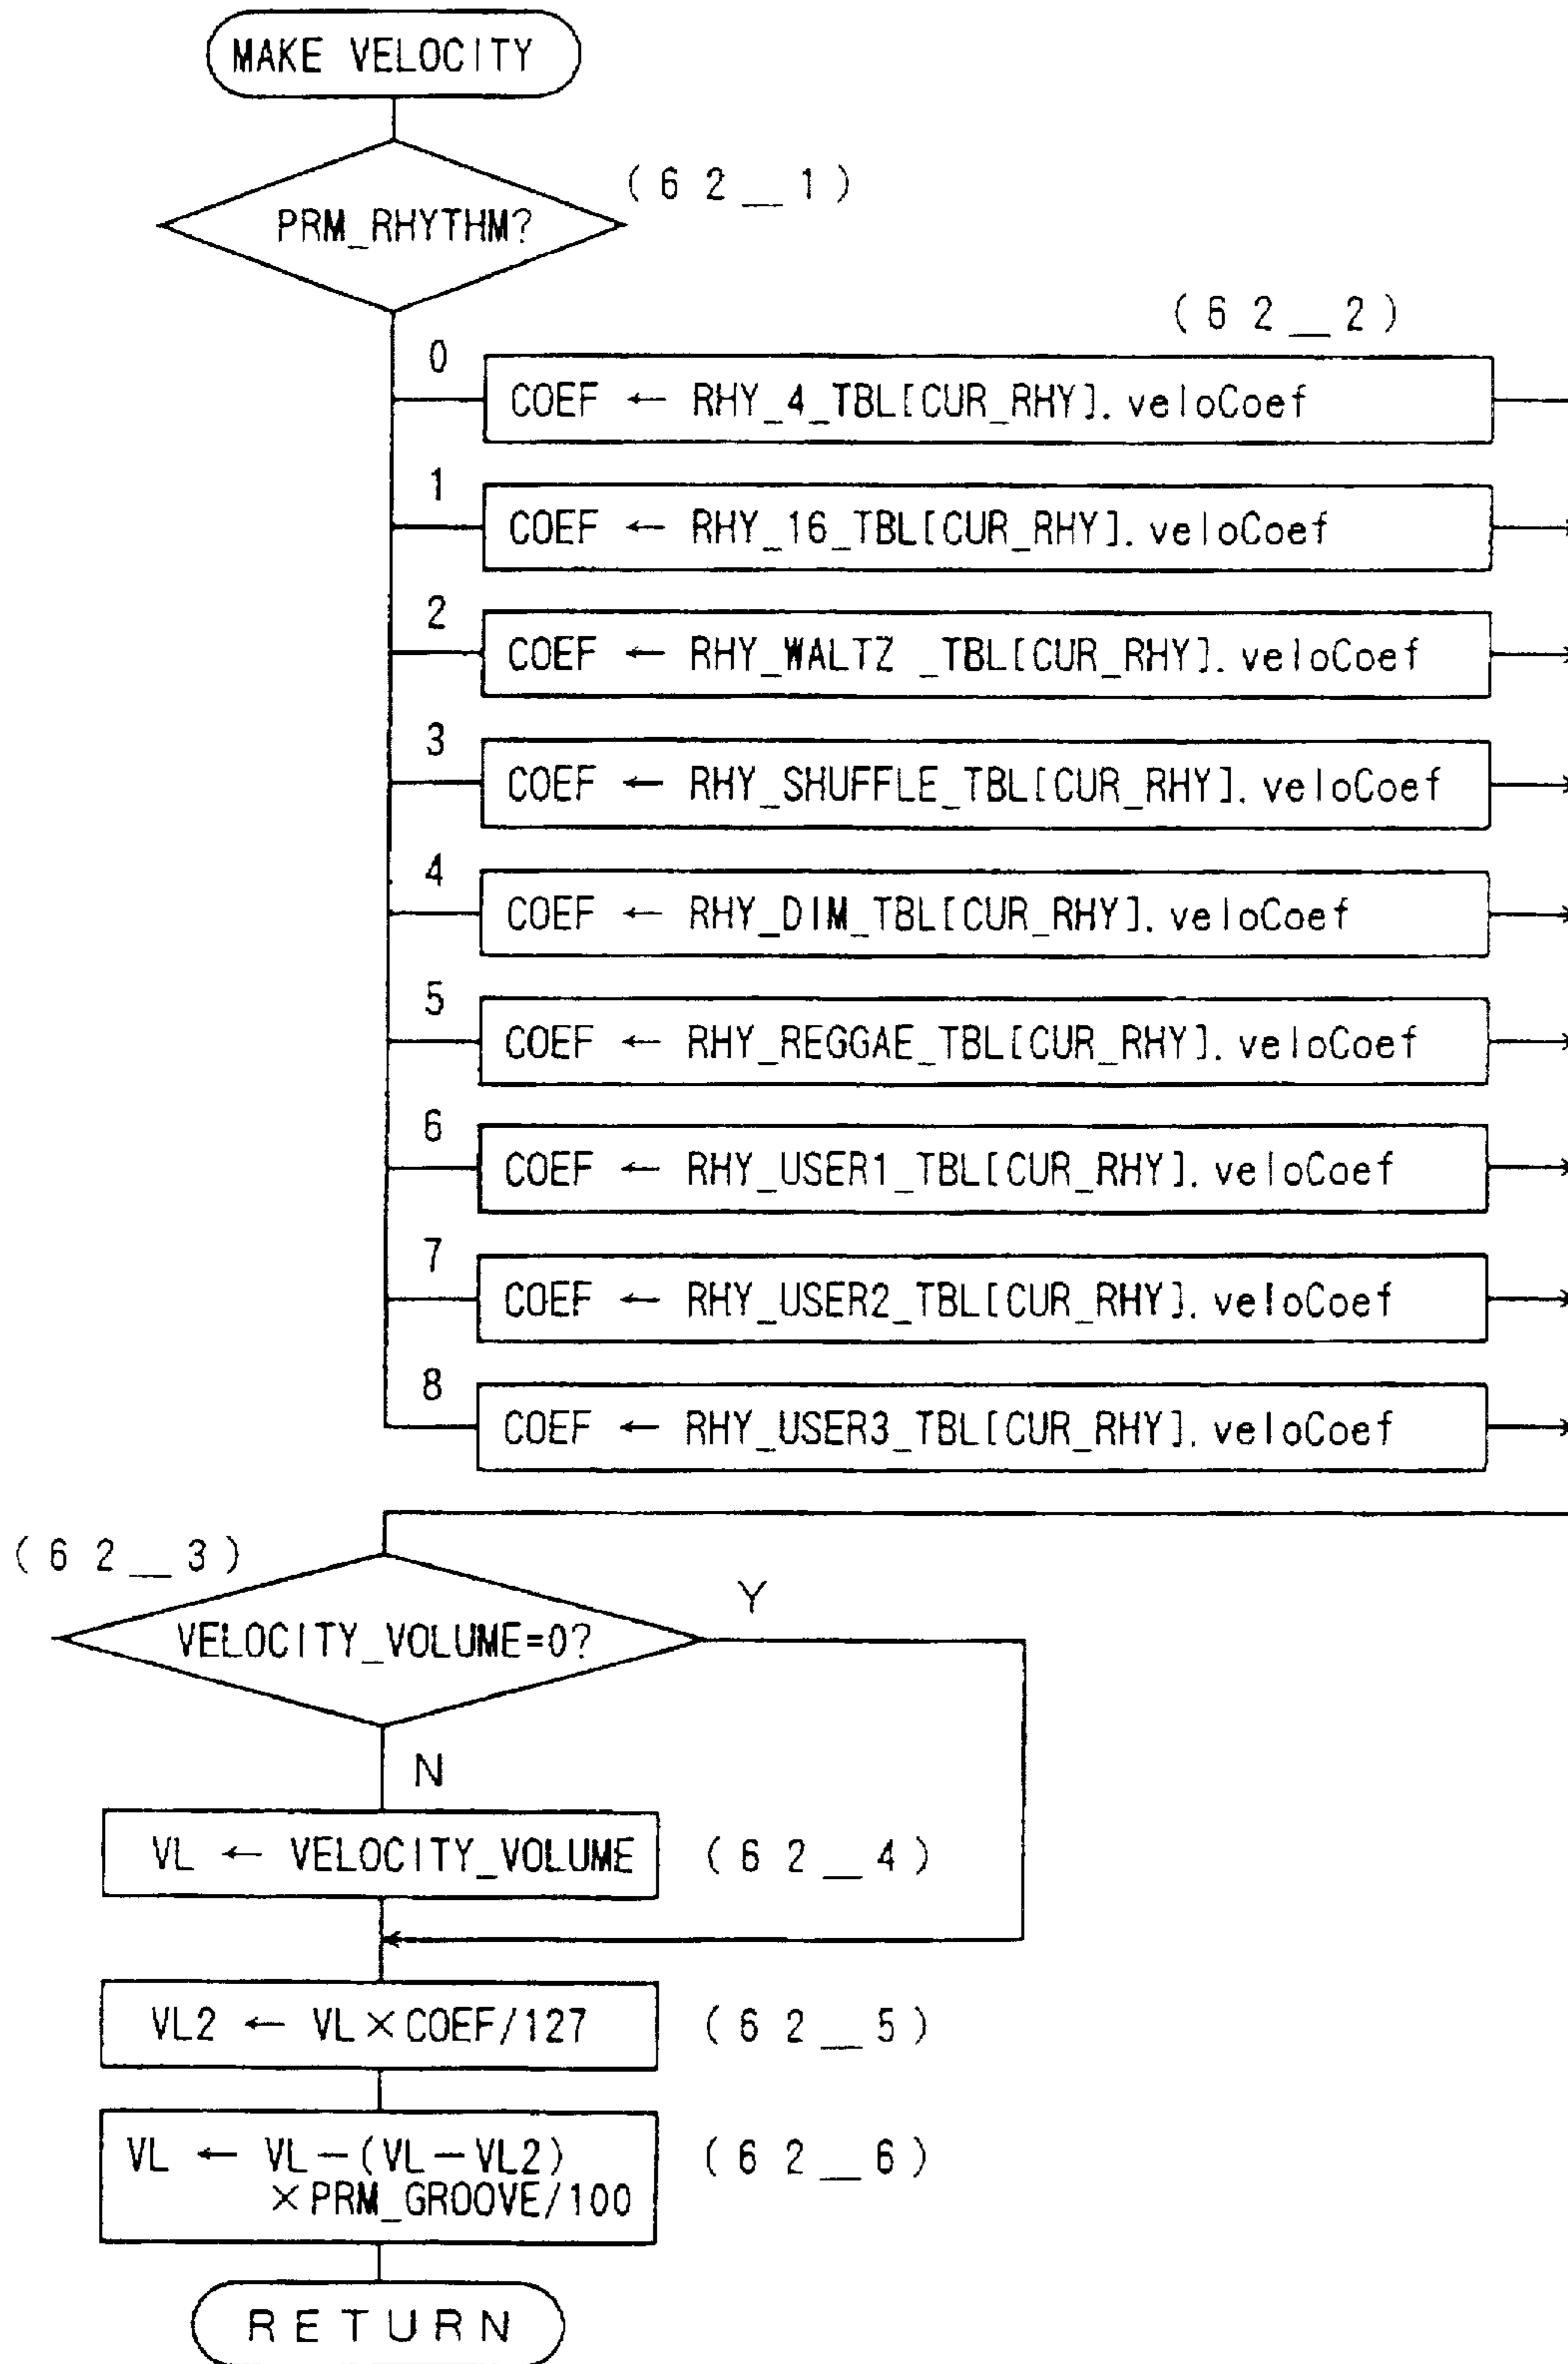 MAKE VELOCITY
(62_1)
PRM_RHYTHM?
(62_2)
0
COEF ← RHY_4_TBL[CUR_RHY].veloCoef
1
COEF ← RHY_16_TBL[CUR_RHY].veloCoef
2
COEF ← RHY_WALTZ _TBL[CUR_RHY].veloCoef
3
COEF ← RHY_SHUFFLE_TBL[CUR_RHY].veloCoef
4
COEF ← RHY_DIM_TBL[CUR_RHY].veloCoef
5
COEF ← RHY_REGGAE_TBL[CUR_RHY].veloCoef
6
COEF ← RHY_USER1_TBL[CUR_RHY].veloCoef
7
COEF ← RHY_USER2_TBL[CUR_RHY].veloCoef
8
COEF ← RHY_USER3_TBL[CUR_RHY].veloCoef
(62_3)
VELOCITY_VOLUME=0?
Y
N
VL ← VELOCITY_VOLUME
(62_4)
VL2 ← VL×COEF/127
(62_5)
VL ← VL-(VL-VL2)
×PRM_GROOVE/100
(62_6)
RETURN